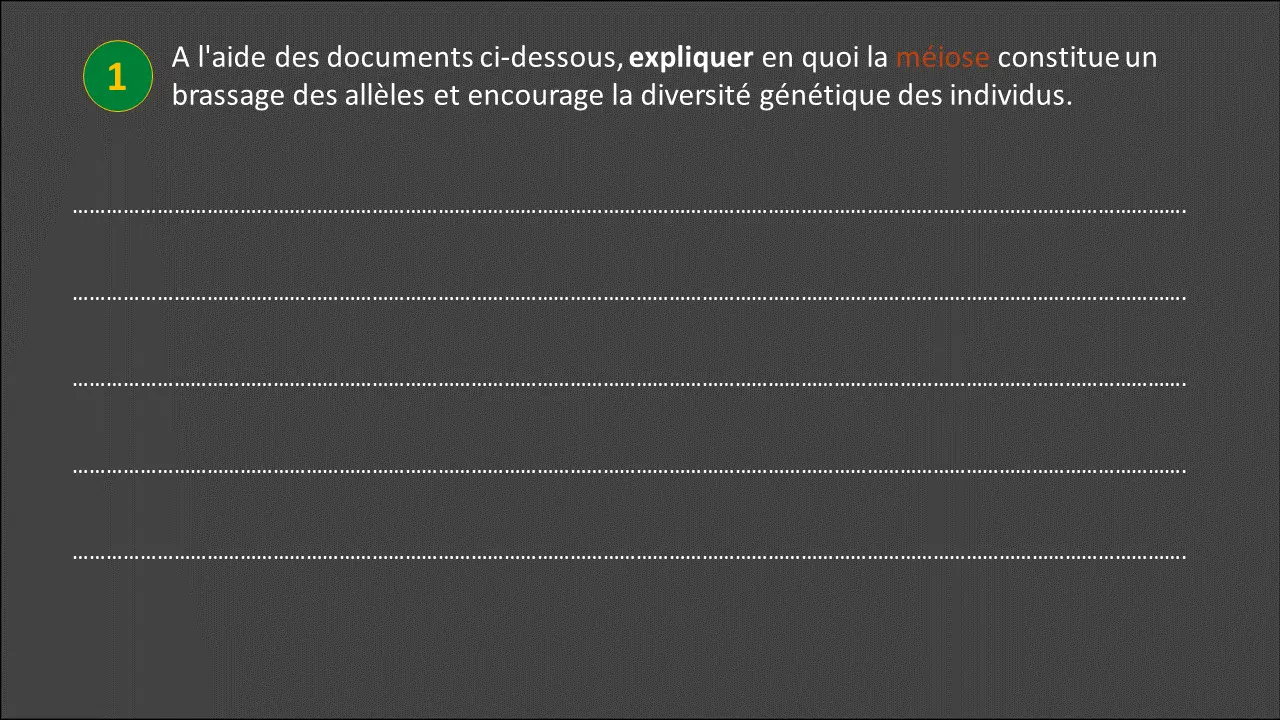 1
A l'aide des documents ci-dessous, expliquer en quoi la méiose constitue un
brassage des allèles et encourage la diversité génétique des individus.